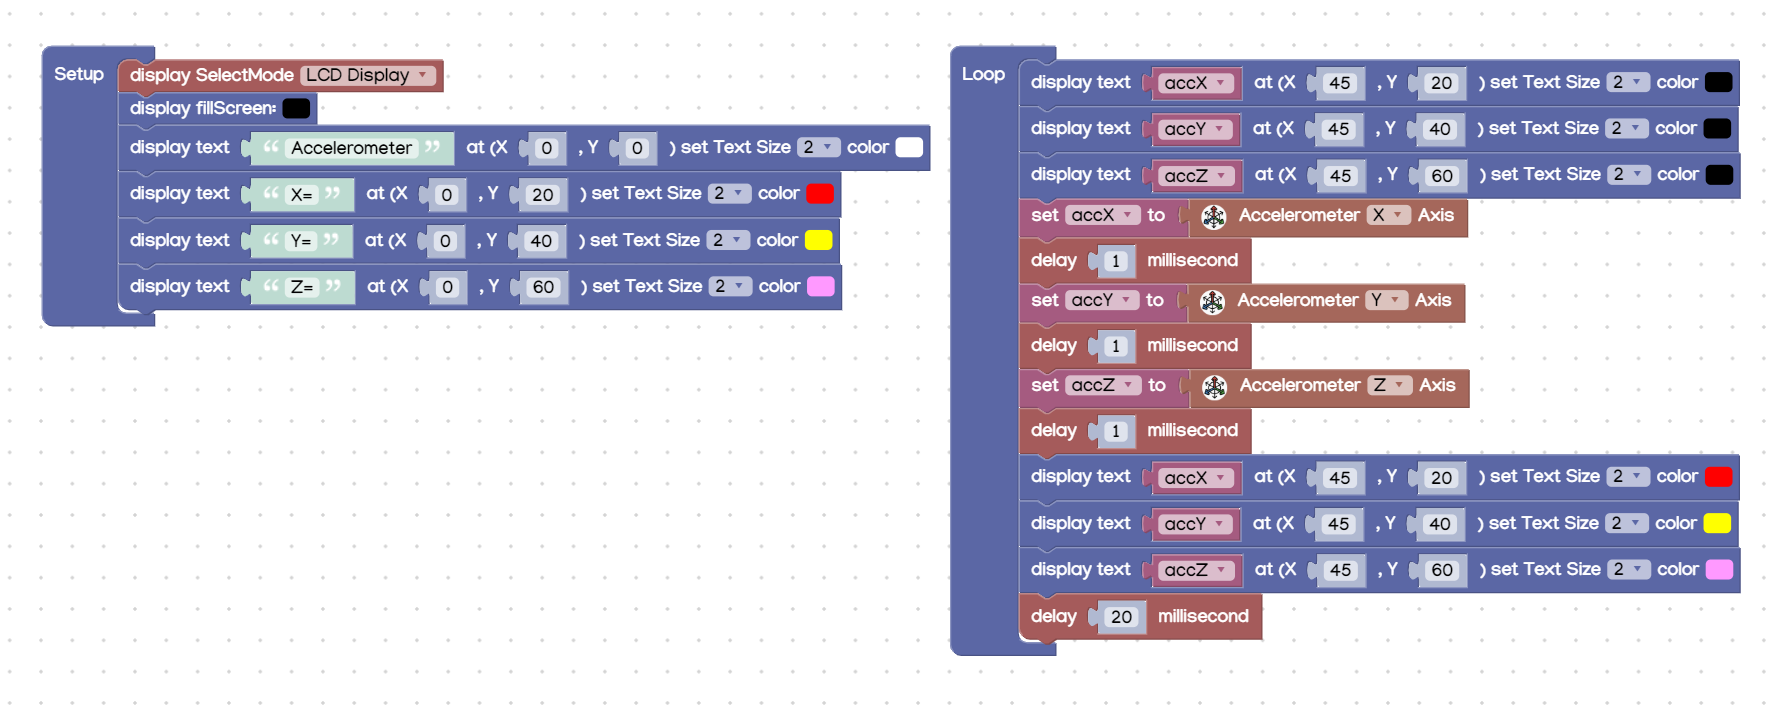 Setup
display SelectMode LCD Display
display fillScreen:
display text “ Accelerometer ” at (X 0 , Y 0 ) set Text Size 2 color
display text “ X= ” at (X 0 , Y 20 ) set Text Size 2 color
display text “ Y= ” at (X 0 , Y 40 ) set Text Size 2 color
display text “ Z= ” at (X 0 , Y 60 ) set Text Size 2 color
Loop
display text accX at (X 45 , Y 20 ) set Text Size 2 color
display text accY at (X 45 , Y 40 ) set Text Size 2 color
display text accZ at (X 45 , Y 60 ) set Text Size 2 color
set accX to Accelerometer X Axis
delay 1 millisecond
set accY to Accelerometer Y Axis
delay 1 millisecond
set accZ to Accelerometer Z Axis
delay 1 millisecond
display text accX at (X 45 , Y 20 ) set Text Size 2 color
display text accY at (X 45 , Y 40 ) set Text Size 2 color
display text accZ at (X 45 , Y 60 ) set Text Size 2 color
delay 20 millisecond